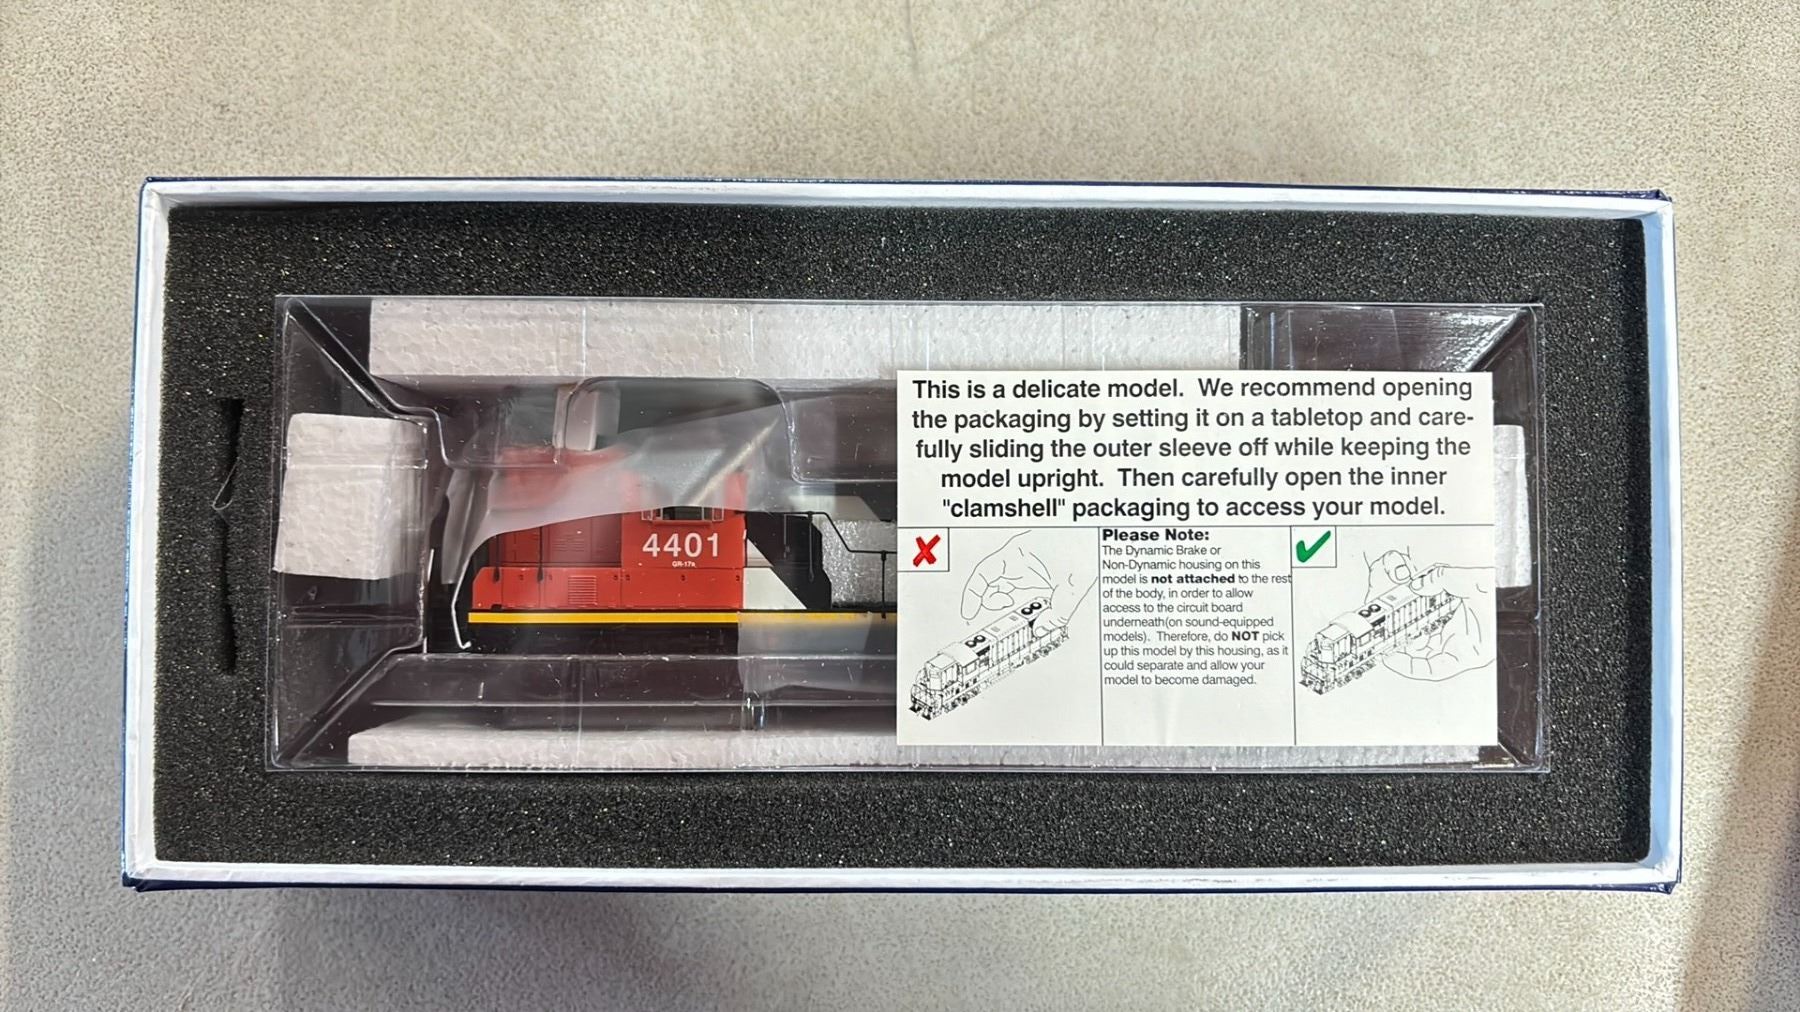 This is a delicate model.  We recommend opening
the packaging by setting it on a tabletop and care-
fully sliding the outer sleeve off while keeping the
model upright.  Then carefully open the inner
"clamshell" packaging to access your model.
Please Note:
The Dynamic Brake or
Non-Dynamic housing on this
model is not attached to the rest
of the body, in order to allow
access to the circuit board
underneath(on sound-equipped
models).  Therefore, do NOT pick
up this model by this housing, as it
could separate and allow your
model to become damaged.
4401
GR-17n